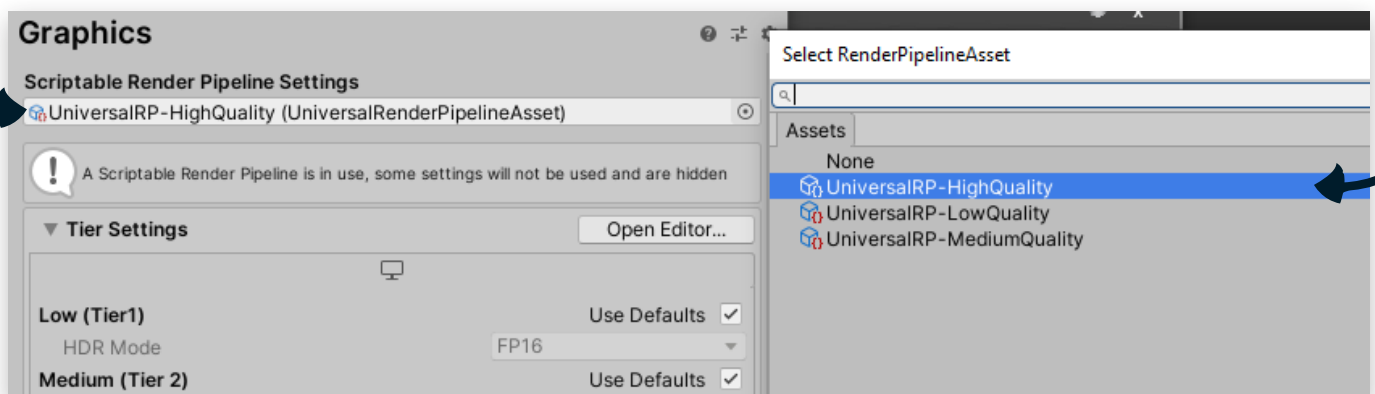 Graphics
Scriptable Render Pipeline Settings
UniversalRP-HighQuality (UniversalRenderPipelineAsset)
A Scriptable Render Pipeline is in use, some settings will not be used and are hidden
Tier Settings
Open Editor...
Low (Tier1)
Use Defaults
HDR Mode
FP16
Medium (Tier 2)
Use Defaults
Select RenderPipelineAsset
Assets
None
UniversalRP-HighQuality
UniversalRP-LowQuality
UniversalRP-MediumQuality